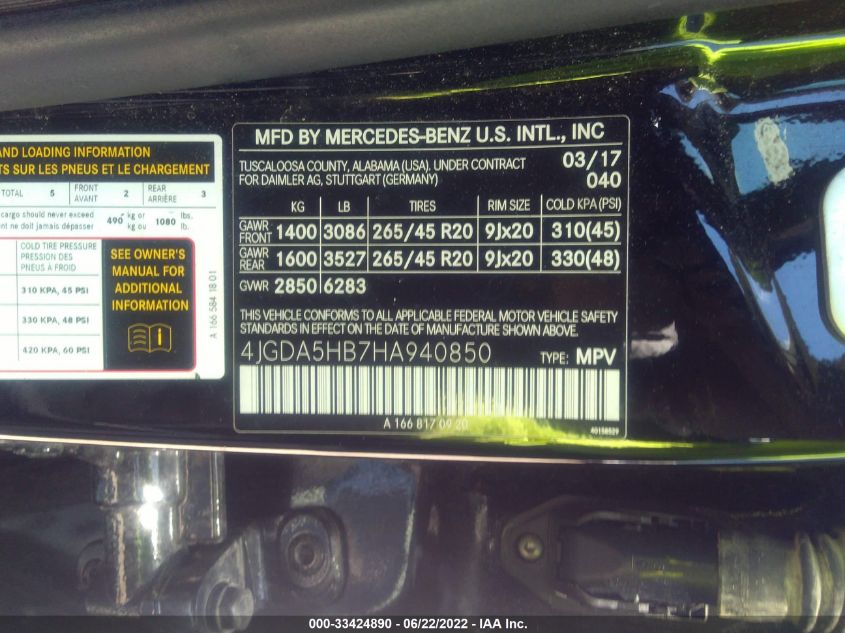 AND LOADING INFORMATION
TS SUR LES PNEUS ET LE CHARGEMENT
TOTAL 5 FRONT AVANT 2 REAR ARRIÈRE 3
cargo should never exceed 490 kg or 1080 lbs.
ne doit jamais dépasser kg ou lb.
COLD TIRE PRESSURE
PRESSION DES
PNEUS À FROID
310 KPA, 45 PSI
330 KPA, 48 PSI
420 KPA, 60 PSI
SEE OWNER'S
MANUAL FOR
ADDITIONAL
INFORMATION
A 166 584 18 01
MFD BY MERCEDES-BENZ U.S. INTL., INC
TUSCALOOSA COUNTY, ALABAMA (USA). UNDER CONTRACT
FOR DAIMLER AG, STUTTGART (GERMANY)
03/17
040
KG LB TIRES RIM SIZE COLD KPA (PSI)
GAWR FRONT 1400 3086 265/45 R20 9Jx20 310(45)
GAWR REAR 1600 3527 265/45 R20 9Jx20 330(48)
GVWR 2850 6283
THIS VEHICLE CONFORMS TO ALL APPLICABLE FEDERAL MOTOR VEHICLE SAFETY
STANDARDS IN EFFECT ON THE DATE OF MANUFACTURE SHOWN ABOVE.
4JGDA5HB7HA940850 TYPE: MPV
A 166 817 09 20
40158529
000-33424890 - 06/22/2022 - IAA Inc.